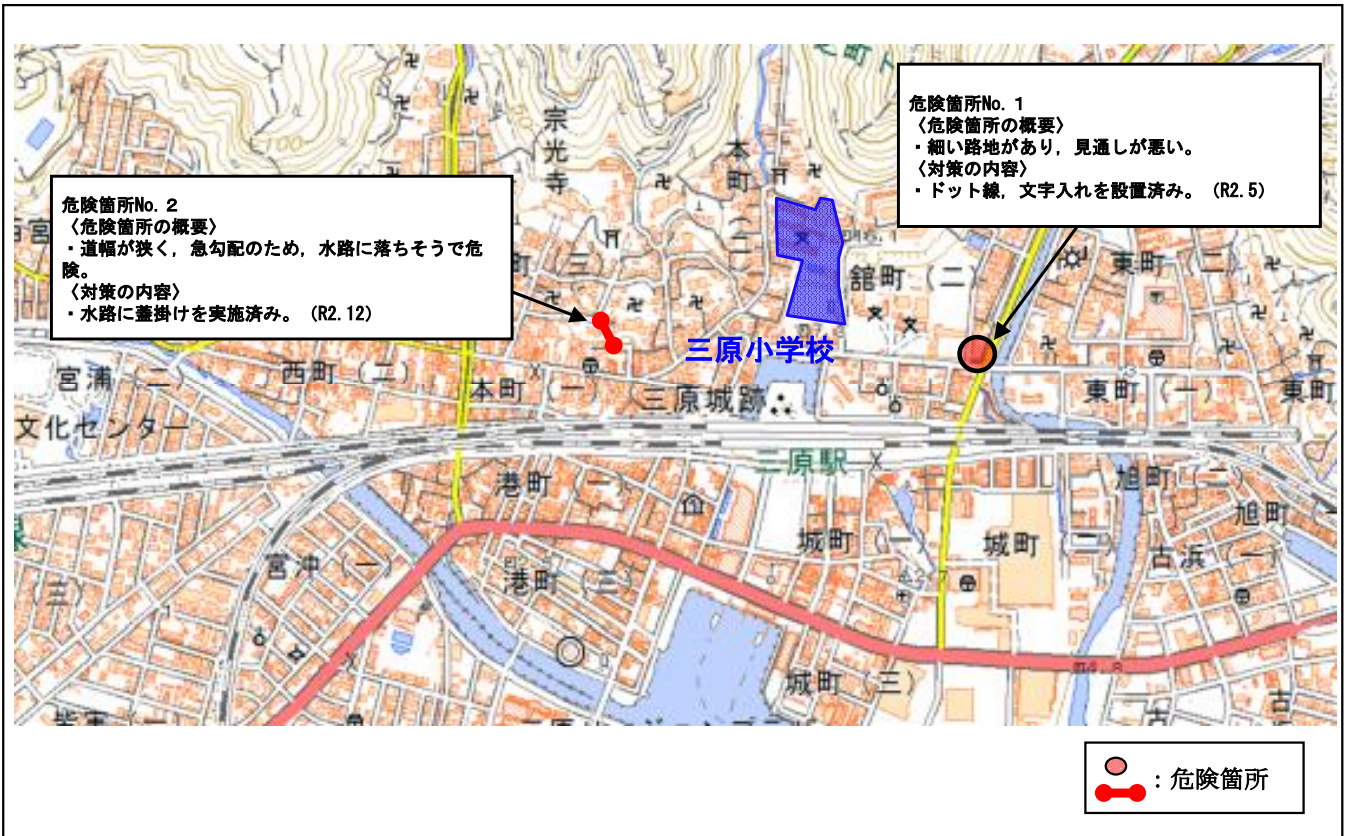 危険箇所No. 1
〈危険箇所の概要〉
・細い路地があり，見通しが悪い。
〈対策の内容〉
・ドット線，文字入れを設置済み。（R2.5）
危険箇所No. 2
〈危険箇所の概要〉
・道幅が狭く，急勾配のため，水路に落ちそうで危
険。
〈対策の内容〉
・水路に蓋掛けを実施済み。（R2.12）
宗光寺
本町（二）
舘町（二）
東町（二）
三原小学校
宮浦（二）
西町（二）
本町（一）
三原城跡
東町（一）
東町
文化センター
三原駅
港町（一）
旭町（二）
旭町（一）
城町（一）
城町
古浜（一）
宮沖（一）
港町（三）
城町（三）
：危険箇所